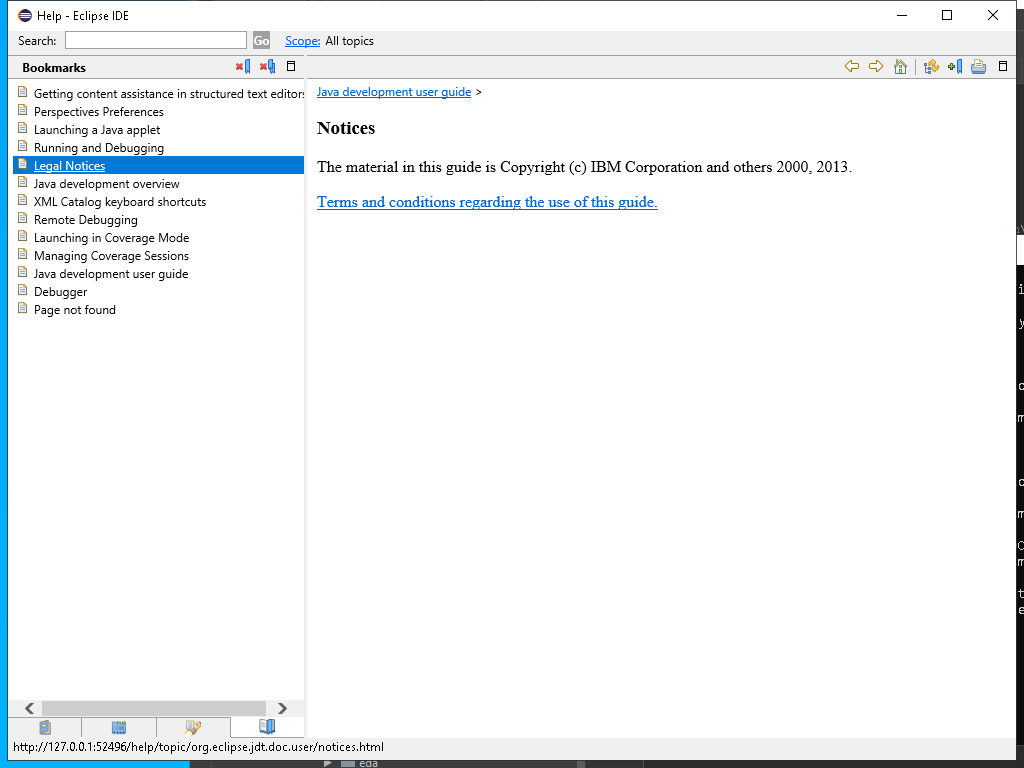 Help - Eclipse IDE
Search:
Go
Scope: All topics
Bookmarks
Getting content assistance in structured text editors
Perspectives Preferences
Launching a Java applet
Running and Debugging
Legal Notices
Java development overview
XML Catalog keyboard shortcuts
Remote Debugging
Launching in Coverage Mode
Managing Coverage Sessions
Java development user guide
Debugger
Page not found
Java development user guide >
Notices
The material in this guide is Copyright (c) IBM Corporation and others 2000, 2013.
Terms and conditions regarding the use of this guide.
http://127.0.0.1:52496/help/topic/org.eclipse.jdt.doc.user/notices.html
eda